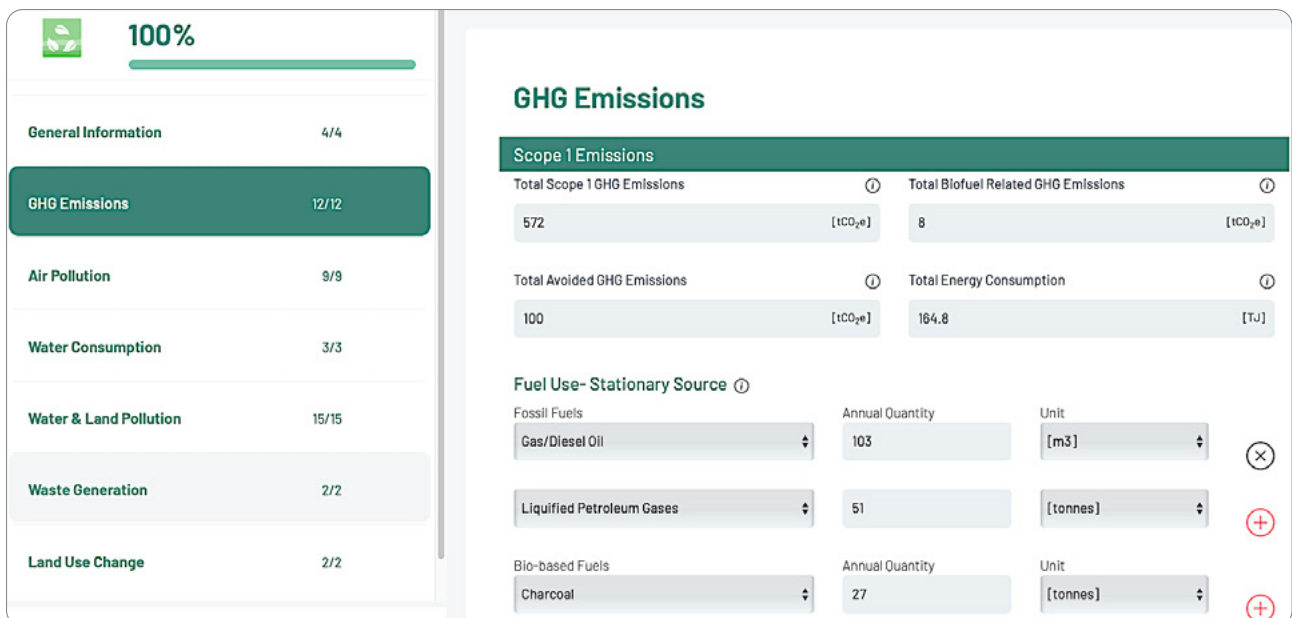 100%
General Information 4/4
GHG Emissions 12/12
Air Pollution 9/9
Water Consumption 3/3
Water & Land Pollution 15/15
Waste Generation 2/2
Land Use Change 2/2
GHG Emissions
Scope 1 Emissions
Total Scope 1 GHG Emissions Total Biofuel Related GHG Emissions
572 [tCO₂e] 8 [tCO₂e]
Total Avoided GHG Emissions Total Energy Consumption
100 [tCO₂e] 164.8 [TJ]
Fuel Use- Stationary Source
Fossil Fuels Annual Quantity Unit
Gas/Diesel Oil 103 [m3]
Liquified Petroleum Gases 51 [tonnes]
Bio-based Fuels Annual Quantity Unit
Charcoal 27 [tonnes]